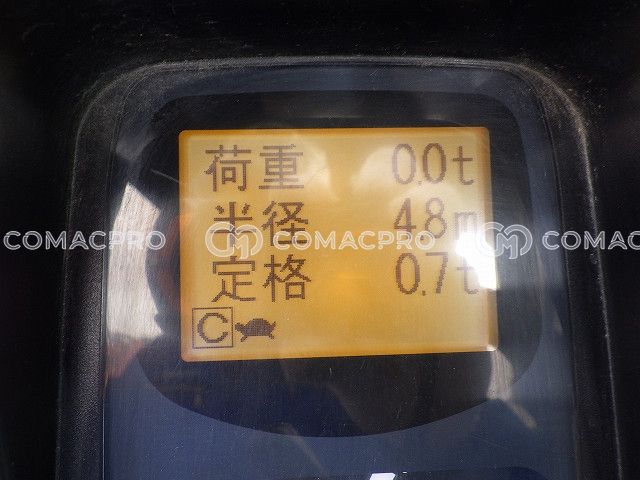 荷重 0.0t
半径 4.8m
定格 0.7t
C
COMACPRO COMACPRO COMACPRO